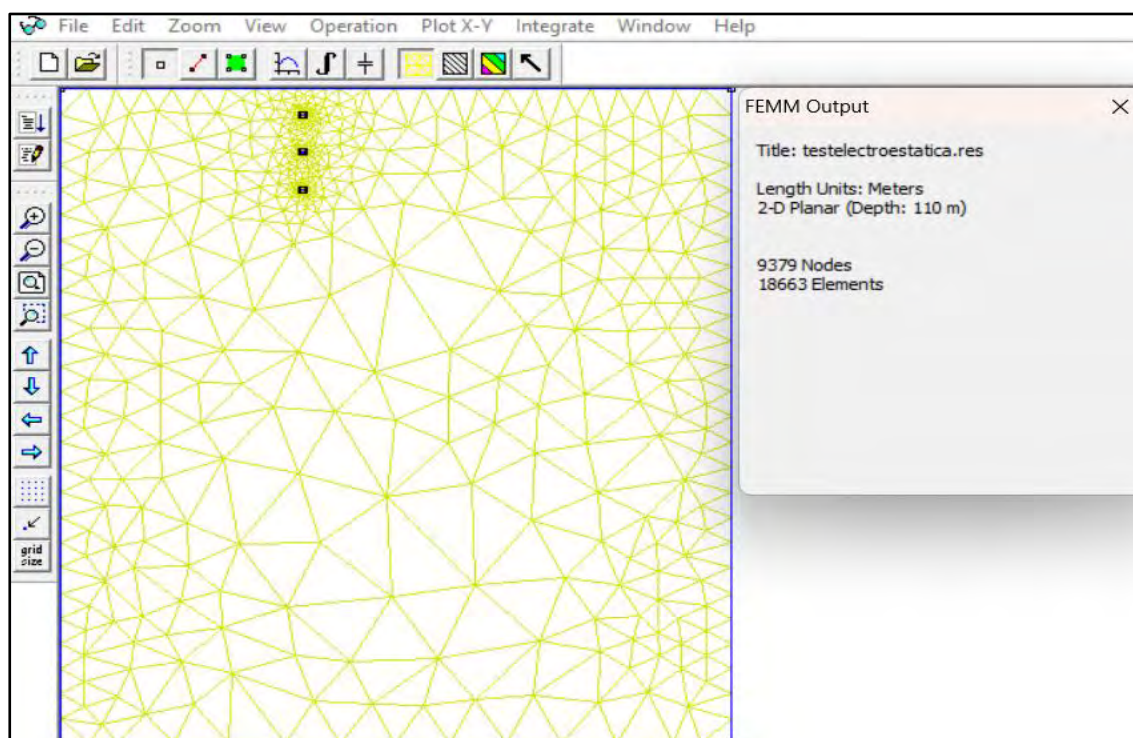 File Edit Zoom View Operation Plot X-Y Integrate Window Help
FEMM Output
Title: testelectroestatica.res
Length Units: Meters
2-D Planar (Depth: 110 m)
9379 Nodes
18663 Elements
grid
size